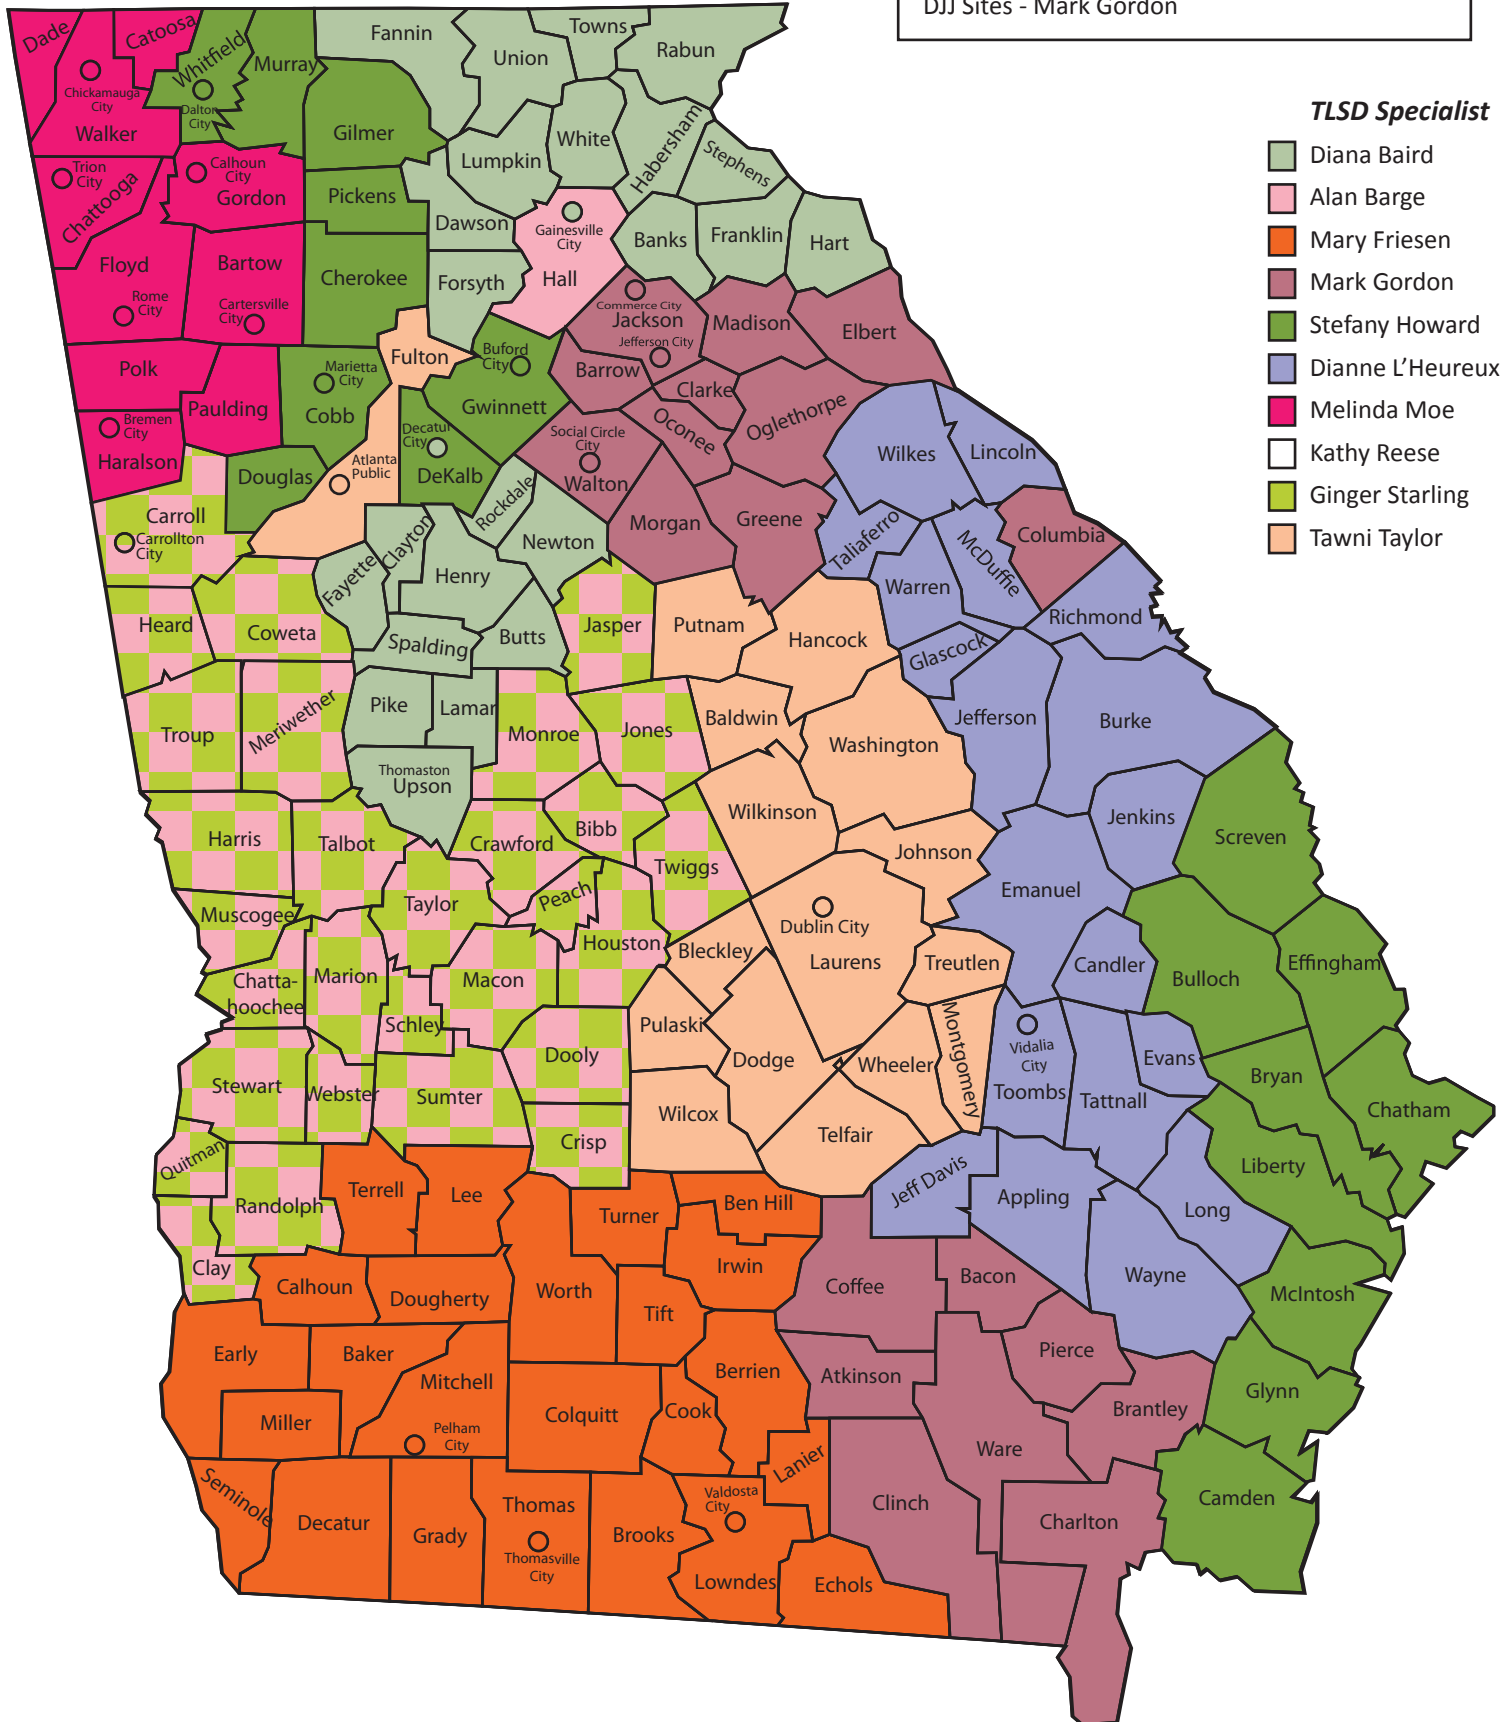 DJJ Sites - Mark Gordon
TLSD Specialist
Diana Baird
Alan Barge
Mary Friesen
Mark Gordon
Stefany Howard
Dianne L’Heureux
Melinda Moe
Kathy Reese
Ginger Starling
Tawni Taylor
Dade
Catoosa
Whitfield
Murray
Fannin
Union
Towns
Rabun
Chickamauga
City
Dalton
City
Walker
Gilmer
Lumpkin
White
Habersham
Stephens
Trion
City
Chattooga
Calhoun
City
Gordon
Pickens
Dawson
Gainesville
City
Hall
Banks
Franklin
Hart
Floyd
Rome
City
Bartow
Cartersville
City
Cherokee
Forsyth
Commerce City
Jackson
Jefferson City
Madison
Elbert
Polk
Paulding
Marietta
City
Cobb
Fulton
Buford
City
Gwinnett
Barrow
Clarke
Oconee
Oglethorpe
Bremen
City
Haralson
Douglas
Atlanta
Public
Decatur
City
DeKalb
Rockdale
Social Circle
City
Walton
Wilkes
Lincoln
Carroll
Carrollton
City
Clayton
Fayette
Henry
Newton
Morgan
Greene
Taliaferro
McDuffie
Columbia
Warren
Richmond
Heard
Coweta
Spalding
Butts
Jasper
Putnam
Hancock
Glascock
Troup
Meriwether
Pike
Lamar
Monroe
Jones
Baldwin
Washington
Jefferson
Burke
Thomaston
Upson
Wilkinson
Jenkins
Screven
Harris
Talbot
Crawford
Bibb
Twiggs
Johnson
Emanuel
Muscogee
Taylor
Peach
Houston
Bleckley
Dublin City
Laurens
Treutlen
Candler
Bulloch
Effingham
Chatta-
hoochee
Marion
Macon
Schley
Pulaski
Dooly
Dodge
Wheeler
Montgomery
Vidalia
City
Toombs
Evans
Tattnall
Bryan
Chatham
Stewart
Webster
Sumter
Crisp
Wilcox
Telfair
Quitman
Randolph
Terrell
Lee
Turner
Ben Hill
Jeff Davis
Appling
Long
Liberty
Clay
Calhoun
Dougherty
Worth
Irwin
Tift
Coffee
Bacon
Wayne
McIntosh
Early
Baker
Mitchell
Miller
Pelham
City
Colquitt
Cook
Berrien
Atkinson
Pierce
Brantley
Glynn
Lanier
Ware
Clinch
Charlton
Camden
Seminole
Decatur
Grady
Thomas
Thomasville
City
Brooks
Valdosta
City
Lowndes
Echols